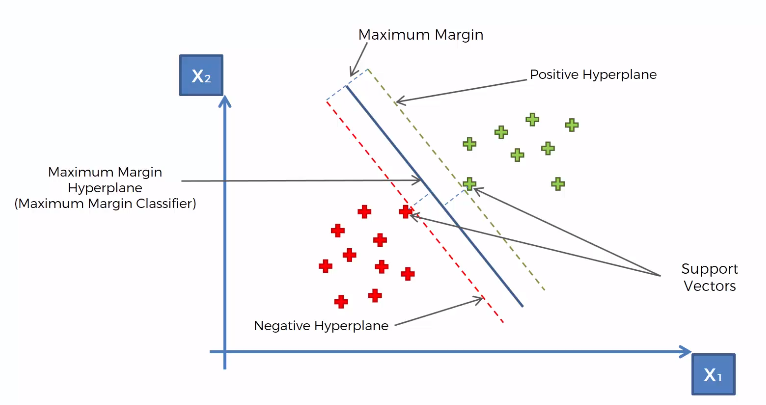 Maximum Margin
X₂
Positive Hyperplane
Maximum Margin
Hyperplane
(Maximum Margin Classifier)
Support
Vectors
Negative Hyperplane
X₁